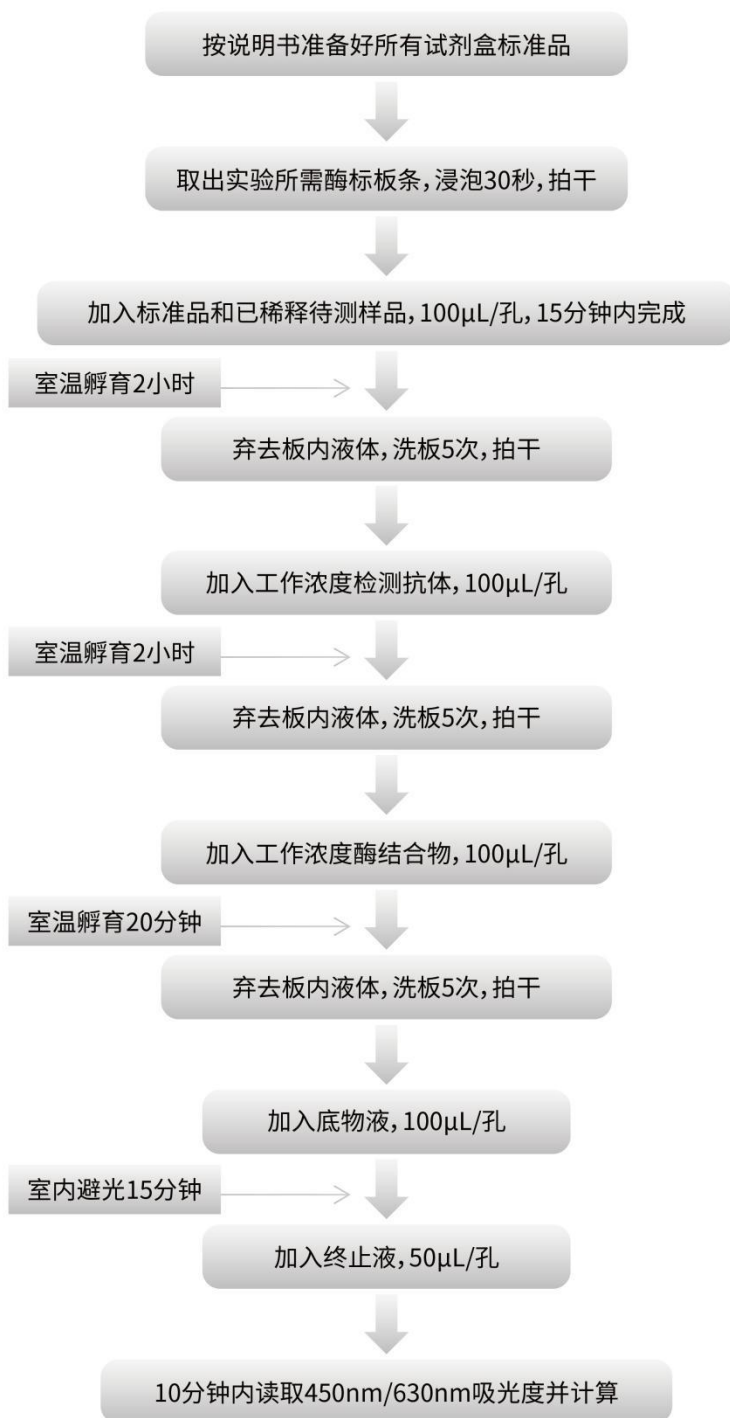 按说明书准备好所有试剂盒标准品
取出实验所需酶标板条,浸泡30秒,拍干
加入标准品和已稀释待测样品,100μL/孔,15分钟内完成
室温孵育2小时
弃去板内液体,洗板5次,拍干
加入工作浓度检测抗体,100μL/孔
室温孵育2小时
弃去板内液体,洗板5次,拍干
加入工作浓度酶结合物,100μL/孔
室温孵育20分钟
弃去板内液体,洗板5次,拍干
加入底物液,100μL/孔
室内避光15分钟
加入终止液,50μL/孔
10分钟内读取450nm/630nm吸光度并计算